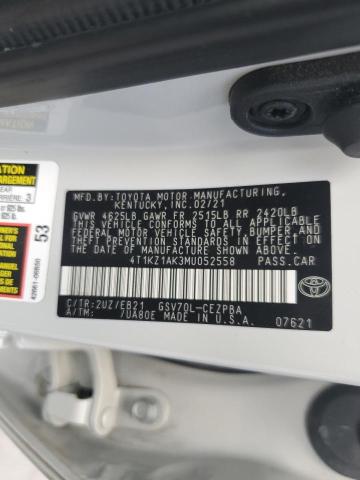 MFD.BY:TOYOTA MOTOR MANUFACTURING,
KENTUCKY, INC. 02/21
GVWR 4625LB GAWR FR 2515LB RR 2420LB
THIS VEHICLE CONFORMS TO ALL
APPLICABLE FEDERAL MOTOR VEHICLE
SAFETY, BUMPER, AND THEFT PREVENTION
STANDARDS IN EFFECT ON THE DATE OF
MANUFACTURE SHOWN ABOVE.
4T1KZ1AK3MU052558 PASS.CAR
C/TR:2UZ/EB21 GSV70L-CEZPBA
A/TM: 7UA80E MADE IN U.S.A.
07621
TOYOTA
53